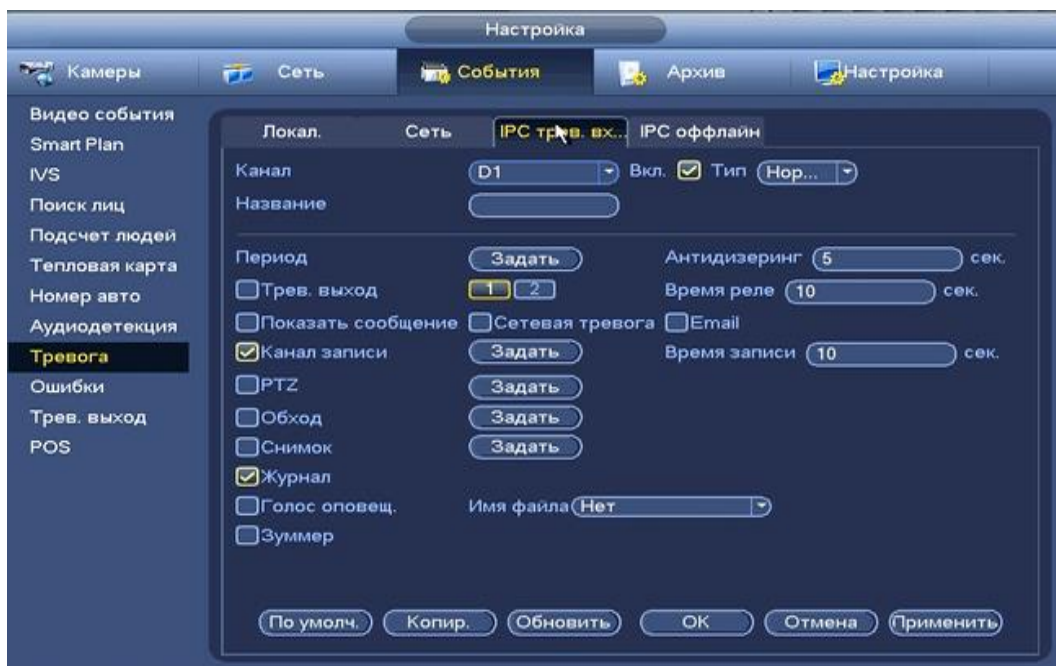 Настройка
Камеры Сеть События Архив Настройка
Видео события
Smart Plan
IVS
Поиск лиц
Подсчет людей
Тепловая карта
Номер авто
Аудиодетекция
Тревога
Ошибки
Трев. выход
POS
Локал. Сеть IPC трев. вх... IPC оффлайн
Канал D1 Вкл. Тип Нор...
Название
Период Задать Антидизеринг 5 сек.
Трев. выход 1 2 Время реле 10 сек.
Показать сообщение Сетевая тревога Email
Канал записи Задать Время записи 10 сек.
PTZ Задать
Обход Задать
Снимок Задать
Журнал
Голос оповещ. Имя файла Нет
Зуммер
По умолч. Копир. Обновить OK Отмена Применить